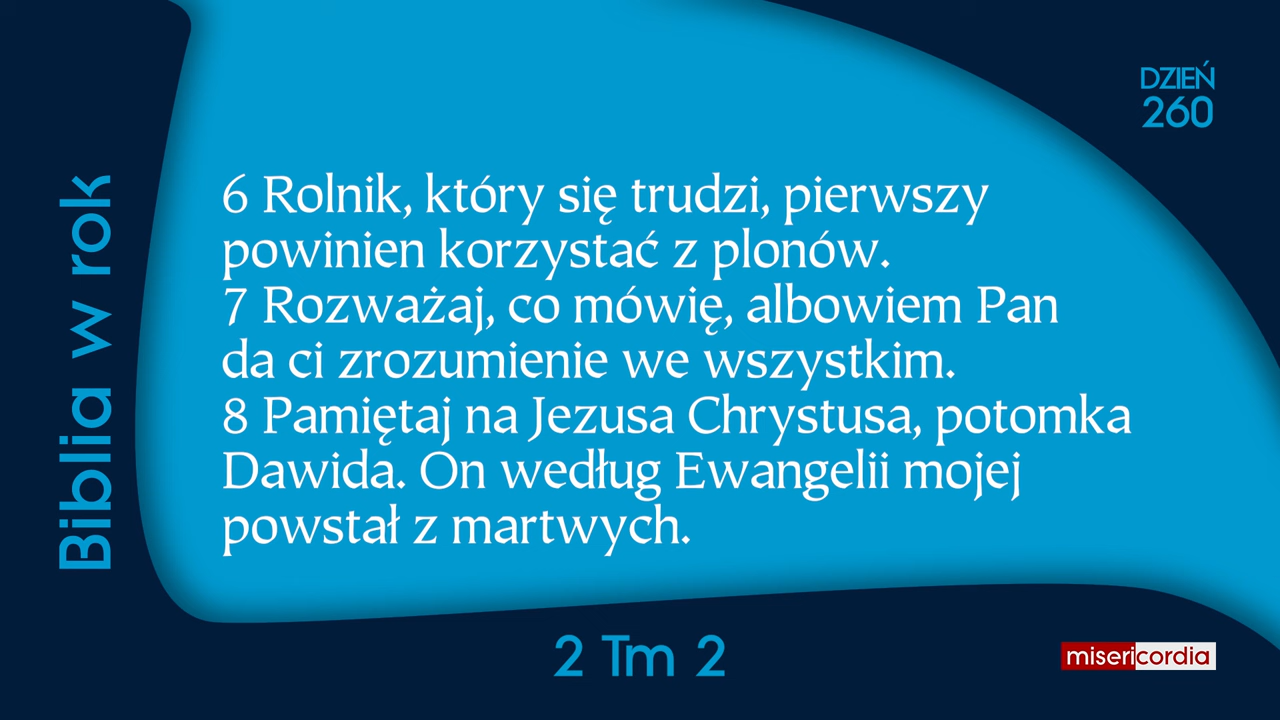 DZIEŃ
260
Biblia w rok
6 Rolnik, który się trudzi, pierwszy
powinien korzystać z plonów.
7 Rozważaj, co mówię, albowiem Pan
da ci zrozumienie we wszystkim.
8 Pamiętaj na Jezusa Chrystusa, potomka
Dawida. On według Ewangelii mojej
powstał z martwych.
2 Tm 2
misericordia